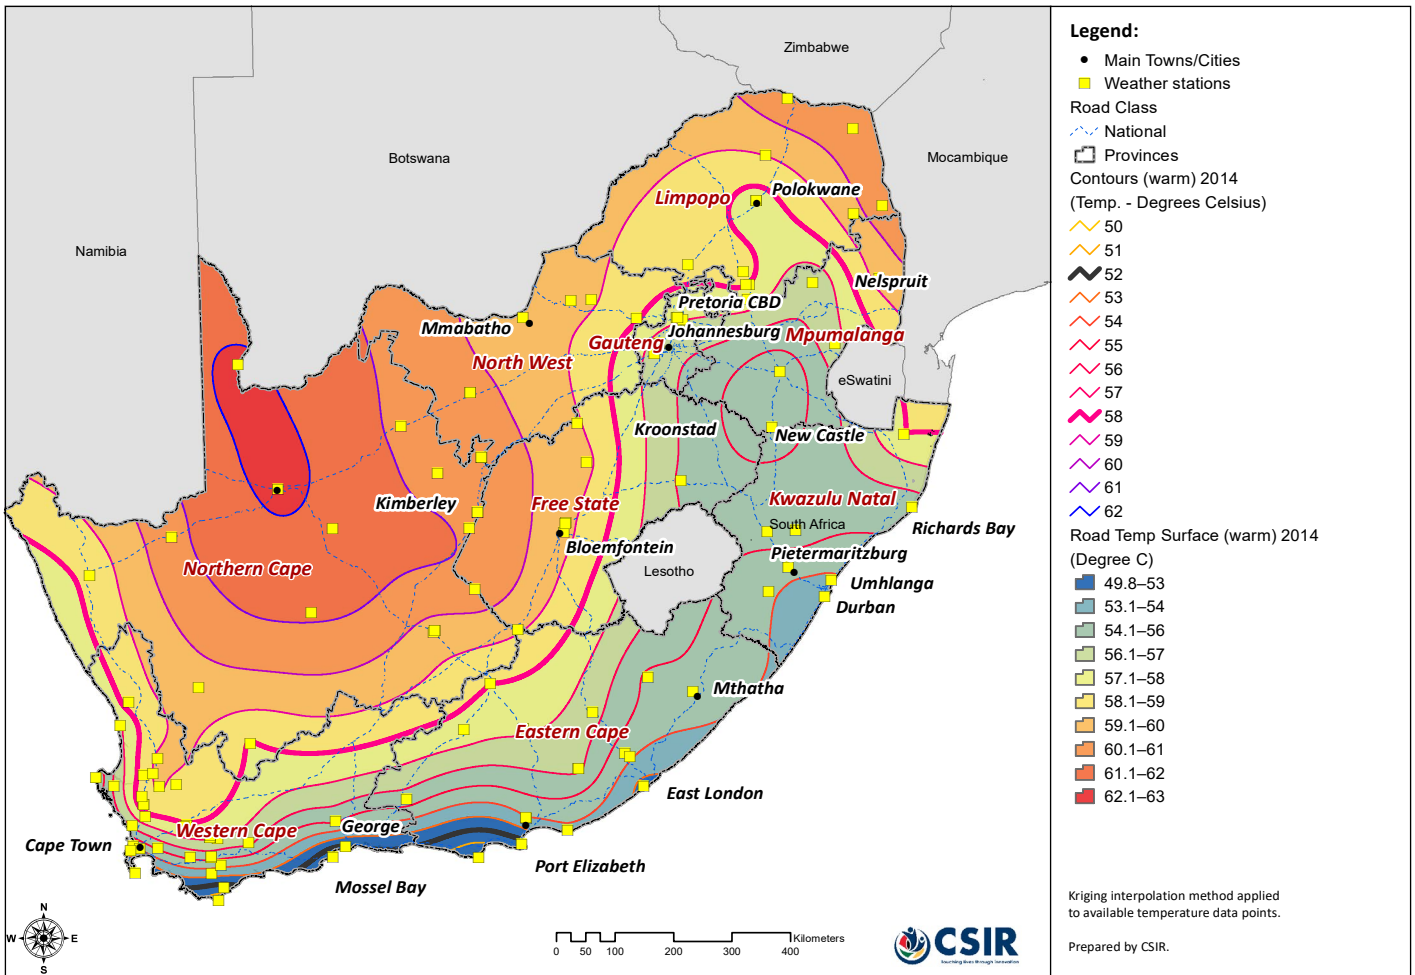 Zimbabwe
Botswana
Mocambique
Namibia
Limpopo
Polokwane
Nelspruit
Pretoria CBD
Mmabatho
Johannesburg
Gauteng
Mpumalanga
North West
eSwatini
Kroonstad
New Castle
Kimberley
Free State
Kwazulu Natal
South Africa
Richards Bay
Bloemfontein
Pietermaritzburg
Northern Cape
Lesotho
Umhlanga
Durban
Mthatha
Eastern Cape
East London
Western Cape
George
Cape Town
Port Elizabeth
Mossel Bay
N
W
E
S
Kilometers
0 50 100 200 300 400
CSIR
Touching lives through innovation
Legend:
Main Towns/Cities
Weather stations
Road Class
National
Provinces
Contours (warm) 2014
(Temp. - Degrees Celsius)
50
51
52
53
54
55
56
57
58
59
60
61
62
Road Temp Surface (warm) 2014
(Degree C)
49.8–53
53.1–54
54.1–56
56.1–57
57.1–58
58.1–59
59.1–60
60.1–61
61.1–62
62.1–63
Kriging interpolation method applied
to available temperature data points.
Prepared by CSIR.